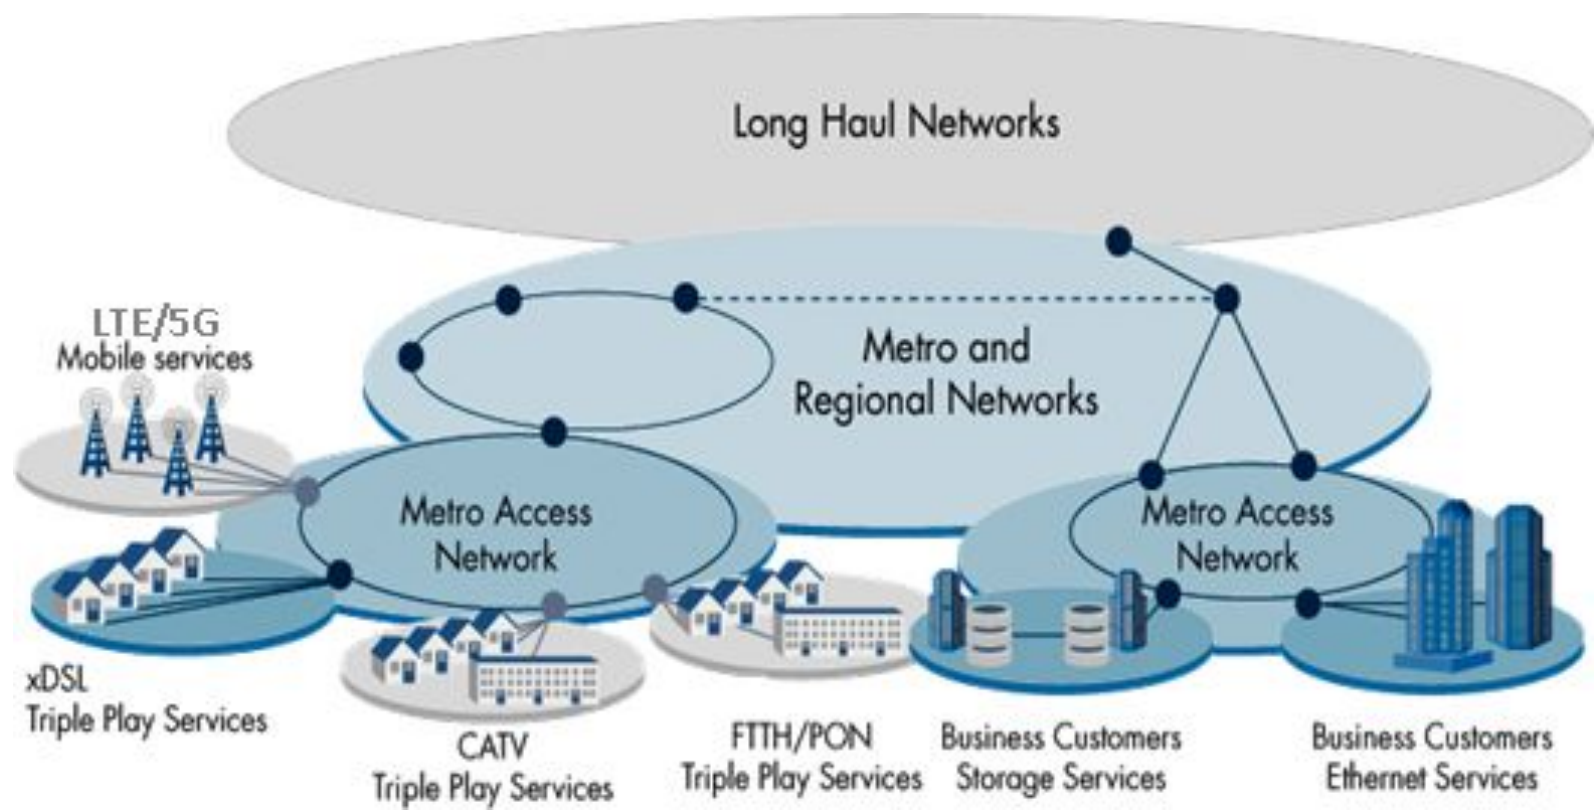 Long Haul Networks
LTE/5G
Mobile services
Metro and
Regional Networks
Metro Access
Network
Metro Access
Network
xDSL
Triple Play Services
CATV
Triple Play Services
FTTH/PON
Triple Play Services
Business Customers
Storage Services
Business Customers
Ethernet Services